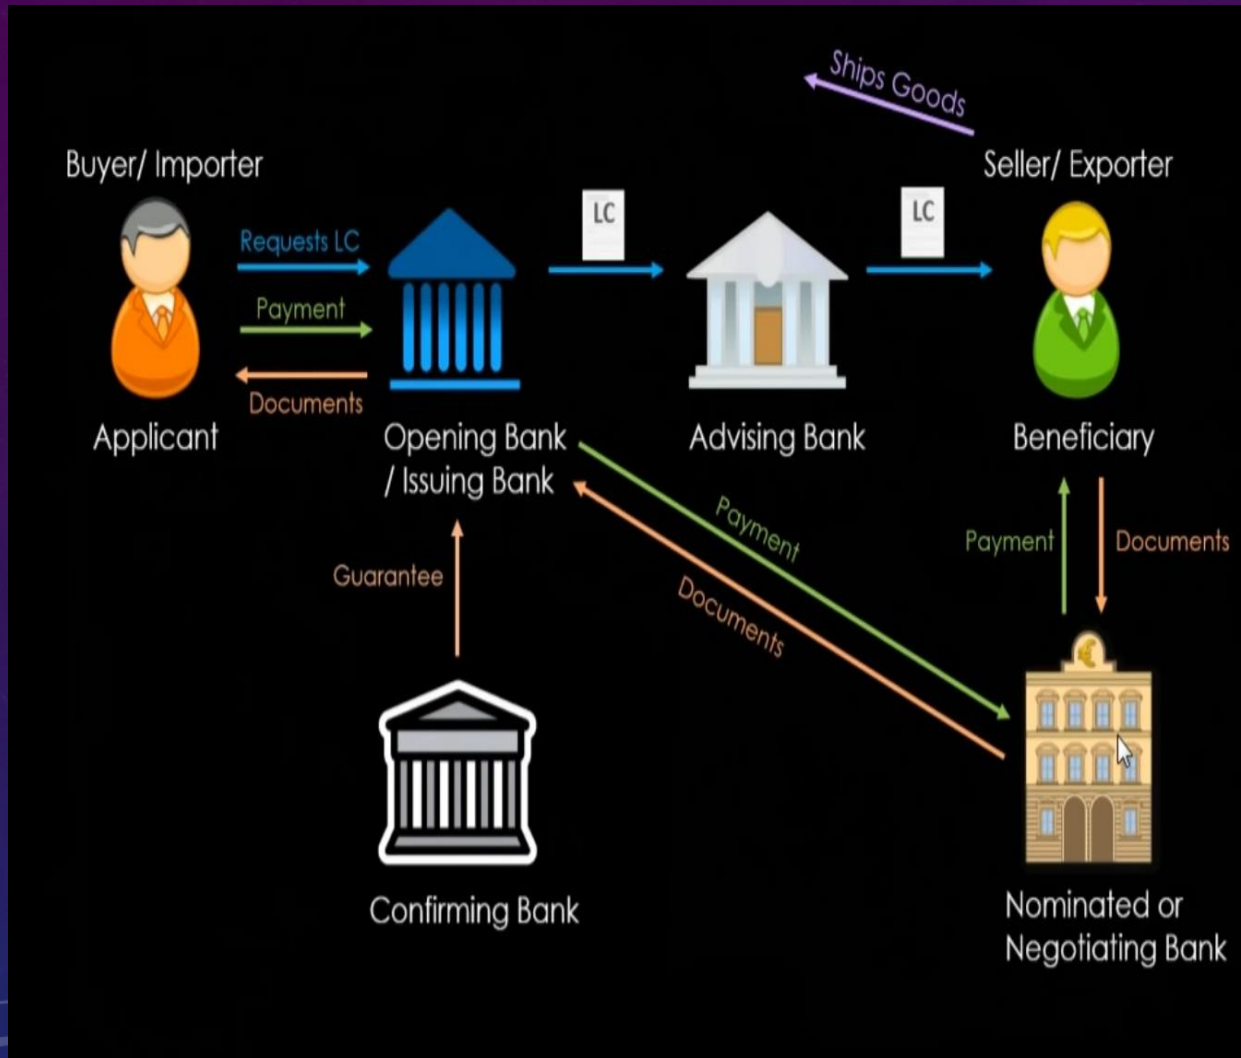 Ships Goods
Buyer/ Importer
Seller/ Exporter
LC
LC
Requests LC
Payment
Documents
Applicant
Opening Bank
/ Issuing Bank
Advising Bank
Beneficiary
Payment
Documents
Payment
Documents
Guarantee
€
Confirming Bank
Nominated or
Negotiating Bank